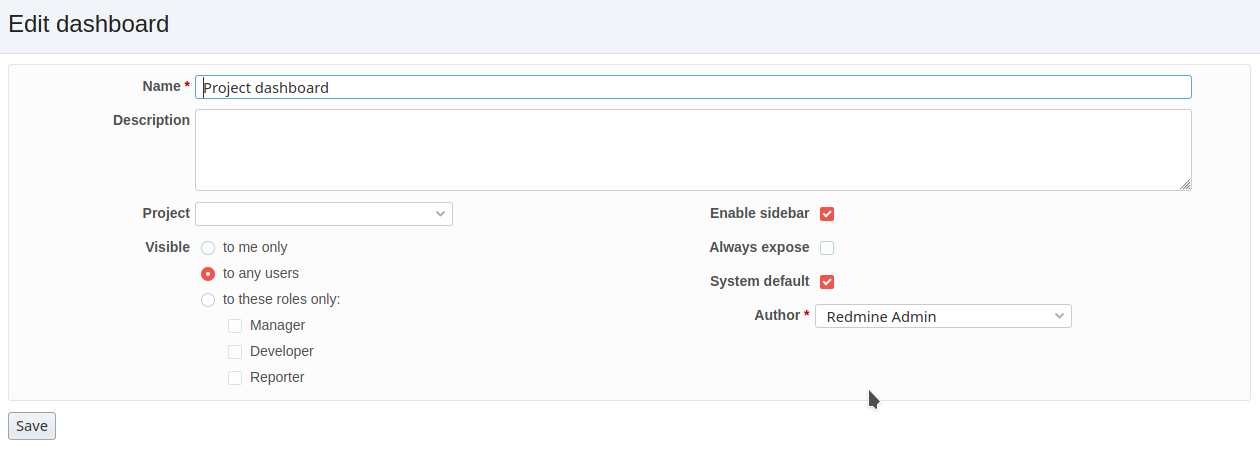 Edit dashboard
Name * Project dashboard
Description
Project
Enable sidebar
Visible
to me only
Always expose
to any users
System default
to these roles only:
Author * Redmine Admin
Manager
Developer
Reporter
Save